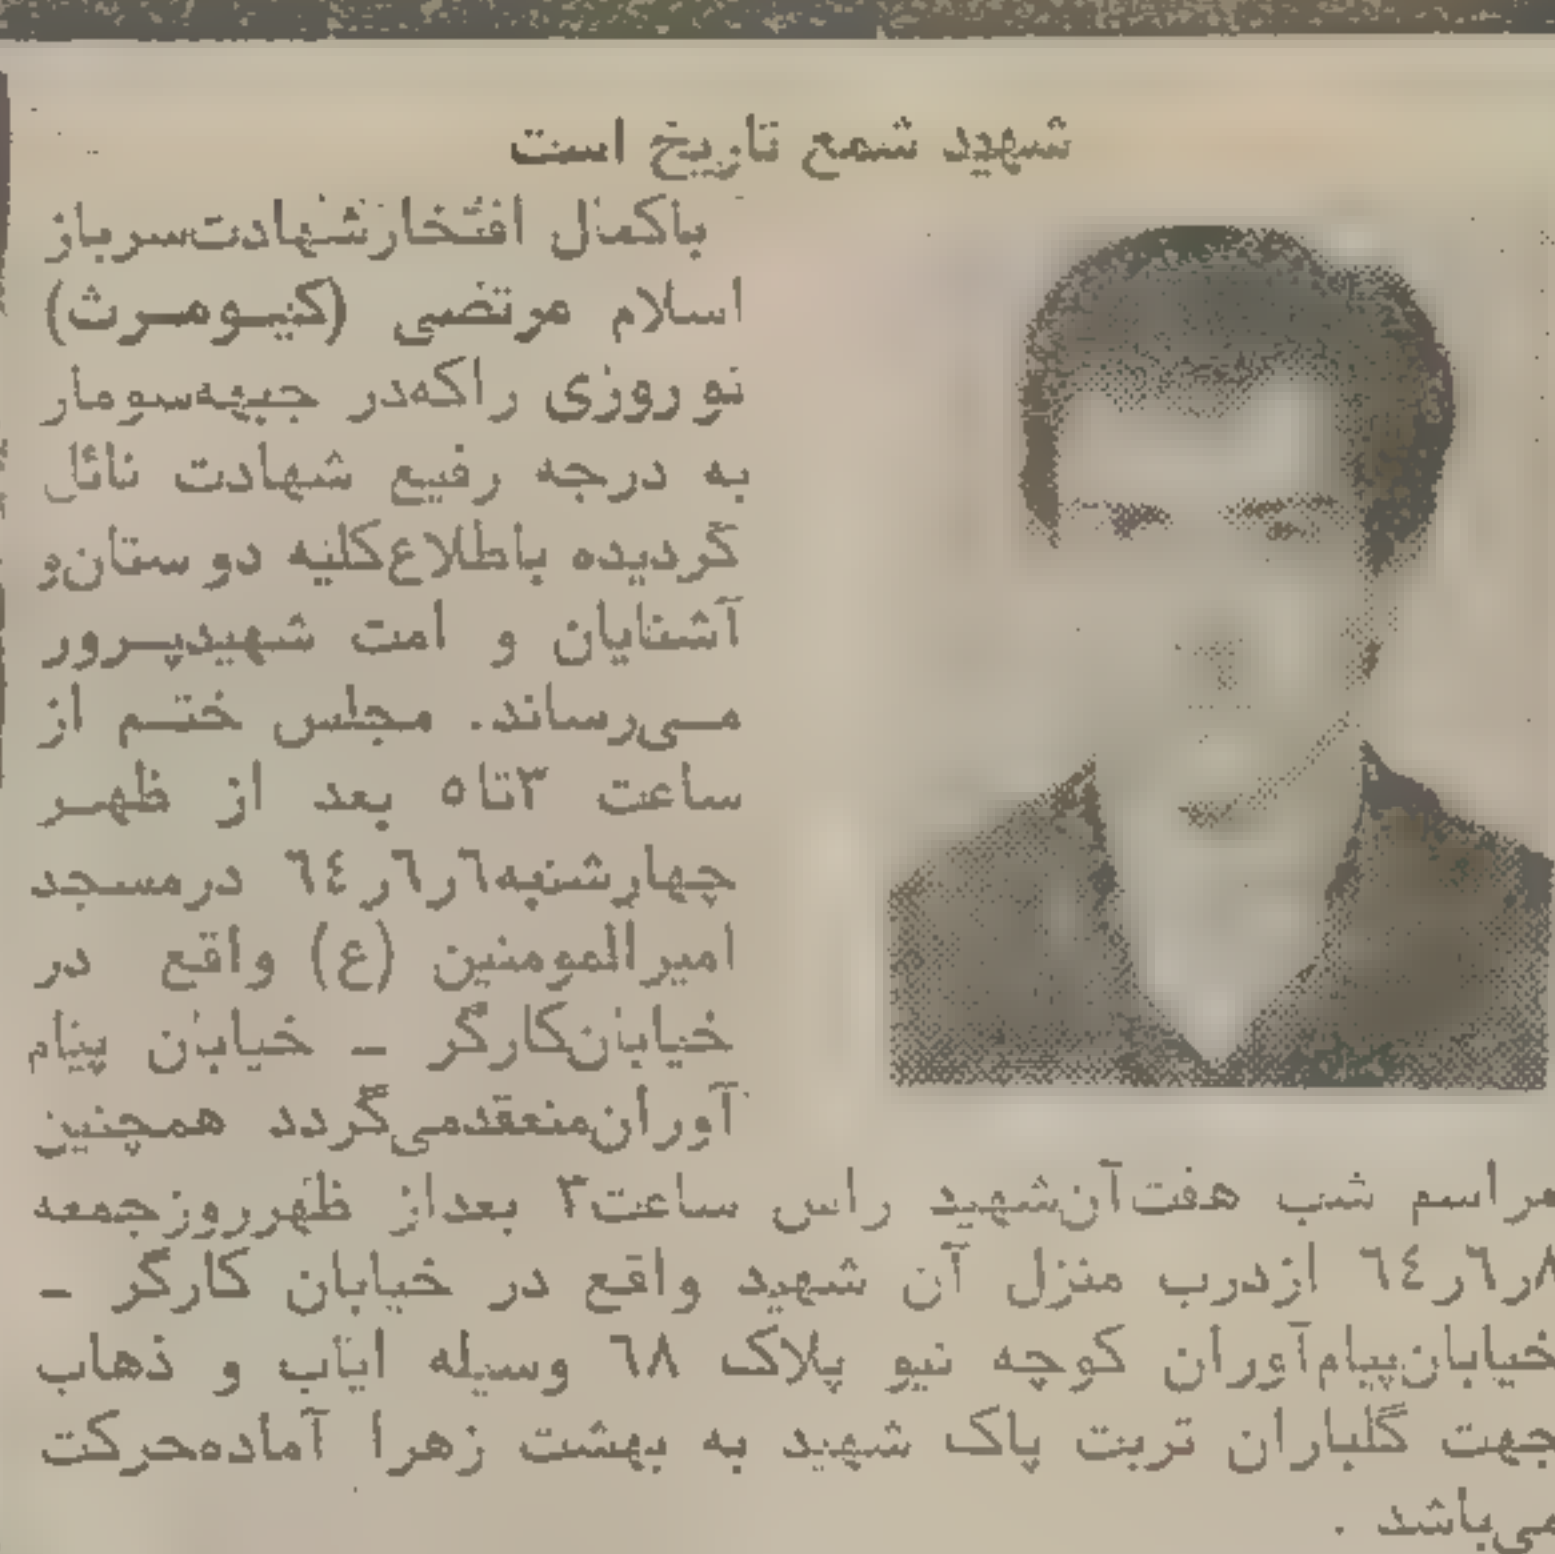 شهید شمع تاریخ است
باکمال افتخارشهادت‌سرباز
اسلام مرتضی (کیومرث)
نوروزی راکه‌در جبهه‌سومار
به درجه رفیع شهادت نائل
گردیده باطلاع‌کلیه دوستان‌و
آشنایان و امت شهیدپرور
می‌رساند. مجلس ختم از
ساعت ۳تا۵ بعد از ظهر
چهارشنبه۶ر۶ر۶۴ درمسجد
امیرالمومنین (ع) واقع در
خیابان‌کارگر - خیابان پیام
آوران‌منعقدمی‌گردد همچنین
مراسم شب هفت‌آن‌شهید راس ساعت۳ بعداز ظهرروزجمعه
۸ر۶ر۶۴ ازدرب منزل آن شهید واقع در خیابان کارگر -
خیابان‌پیام‌آوران کوچه نیو پلاک ۶۸ وسیله ایاب و ذهاب
جهت گلباران تربت پاک شهید به بهشت زهرا آماده‌حرکت
می‌باشد .